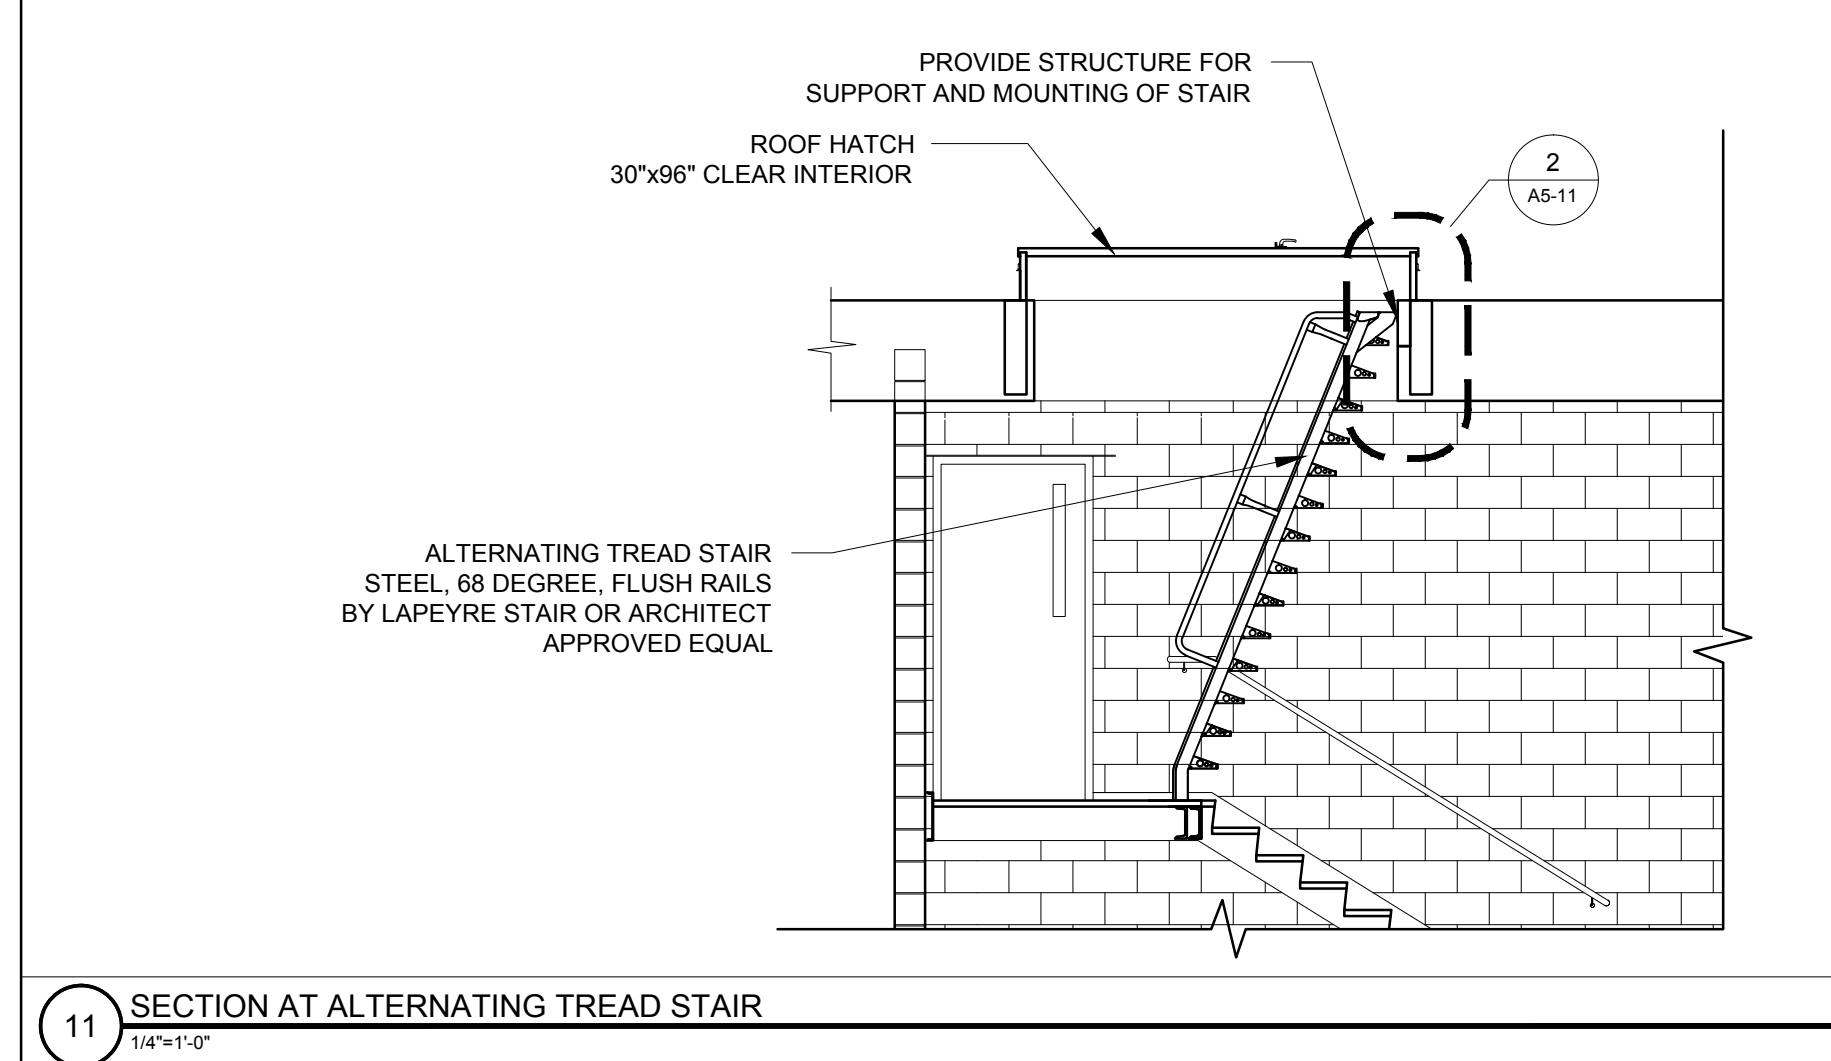 PROVIDE STRUCTURE FOR
SUPPORT AND MOUNTING OF STAIR
ROOF HATCH
30"x96" CLEAR INTERIOR
2
A5-11
ALTERNATING TREAD STAIR
STEEL, 68 DEGREE, FLUSH RAILS
BY LAPEYRE STAIR OR ARCHITECT
APPROVED EQUAL
11
SECTION AT ALTERNATING TREAD STAIR
1/4"=1'-0"